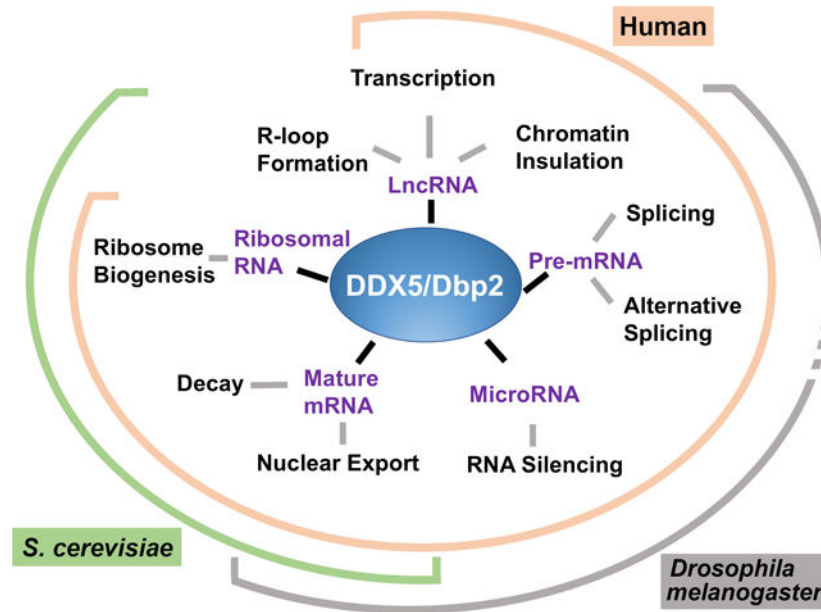 Human
Transcription
R-loop
Formation
Chromatin
Insulation
LncRNA
Splicing
Ribosomal
RNA
Ribosome
Biogenesis
Pre-mRNA
DDX5/Dbp2
Alternative
Splicing
Decay
Mature
mRNA
MicroRNA
Nuclear Export
RNA Silencing
S. cerevisiae
Drosophila
melanogaster